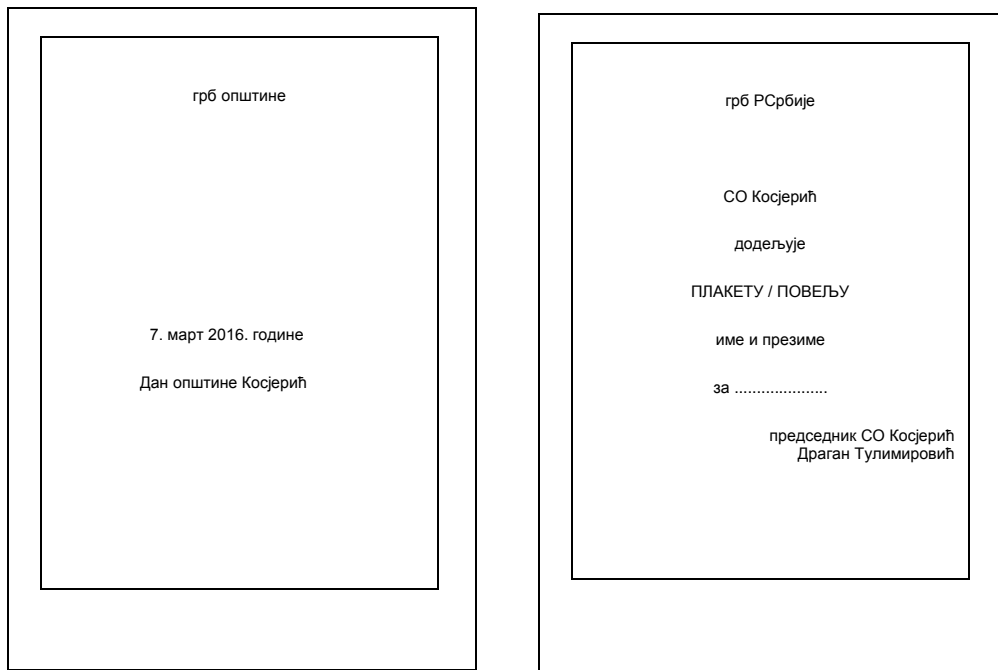 грб општине
7. март 2016. године
Дан општине Косјерић
грб РСрбије
СО Косјерић
додељује
ПЛАКЕТУ / ПОВЕЉУ
име и презиме
за .....................
председник СО Косјерић
Драган Тулимировић